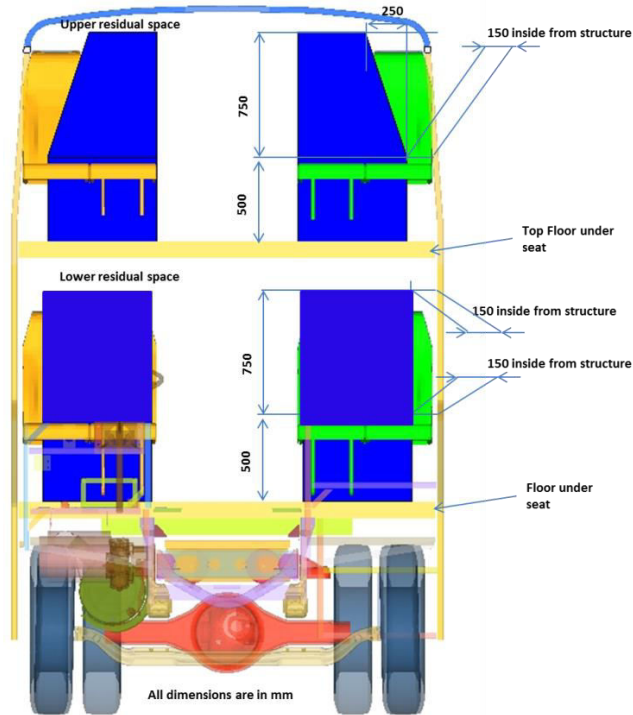 250
Upper residual space
150 inside from structure
750
500
Top Floor under
seat
Lower residual space
150 inside from structure
750
150 inside from structure
500
Floor under
seat
All dimensions are in mm